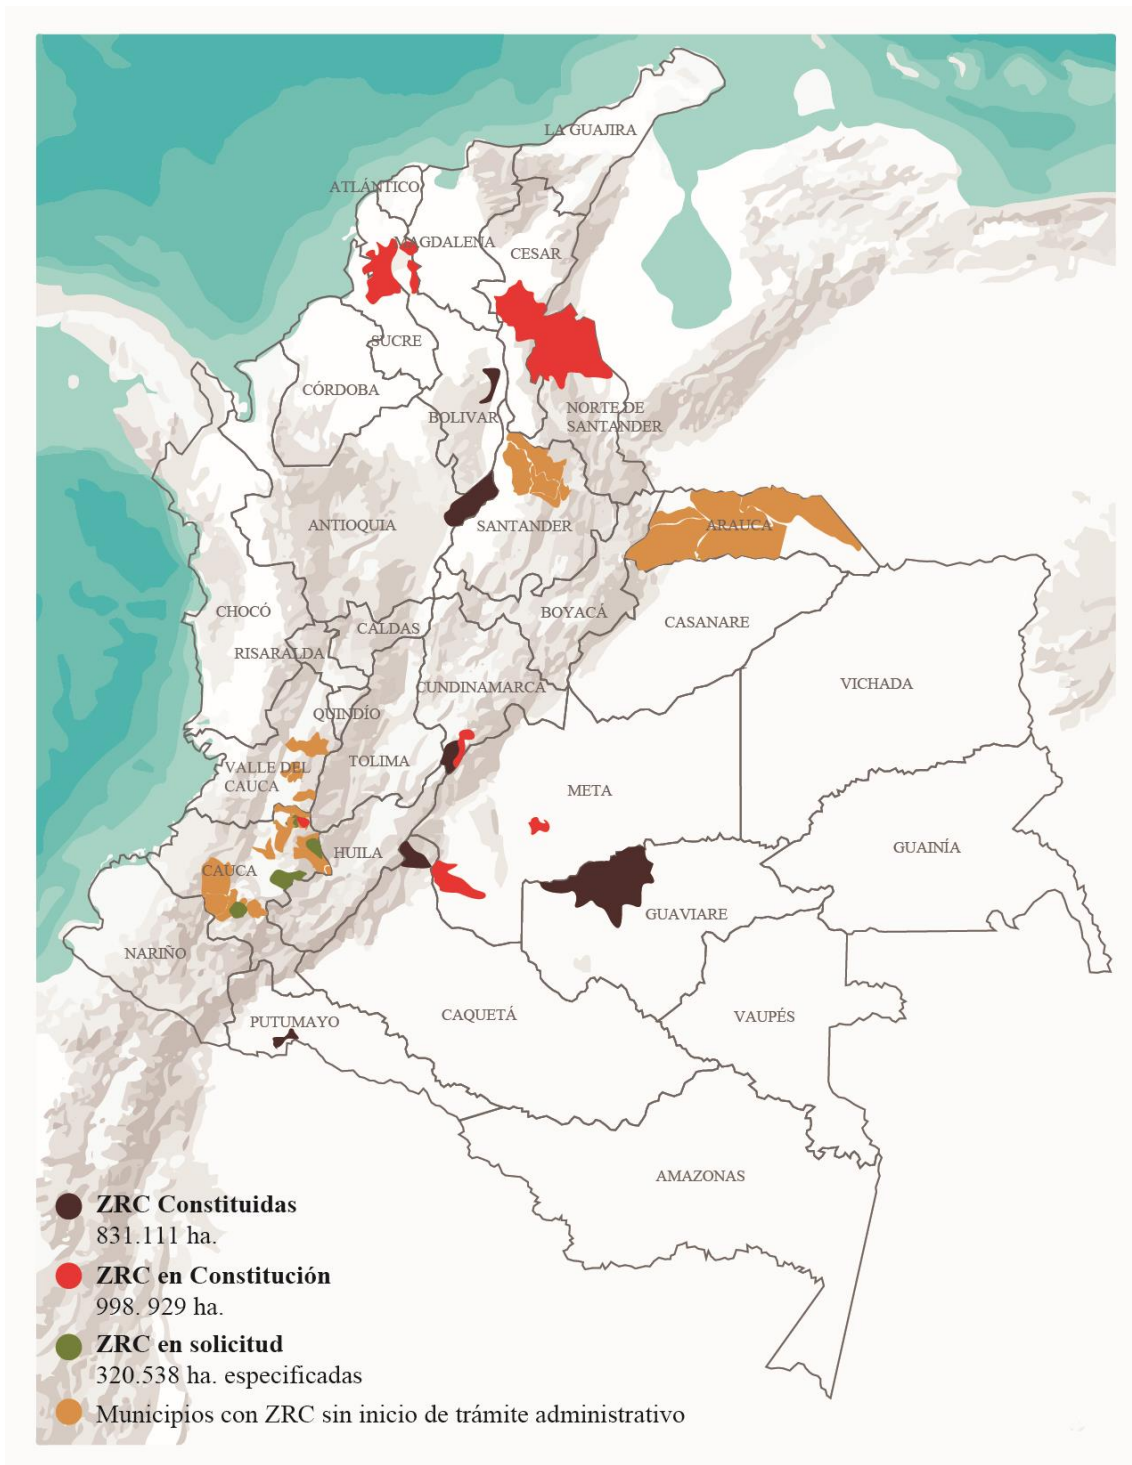 LA GUAJIRA
ATLÁNTICO
MAGDALENA
CESAR
SUCRE
CÓRDOBA
BOLIVAR
NORTE DE
SANTANDER
ANTIOQUIA
SANTANDER
ARAUCA
CHOCÓ
CALDAS
BOYACÁ
CASANARE
RISARALDA
CUNDINAMARCA
VICHADA
QUINDÍO
VALLE DEL
CAUCA
TOLIMA
META
CAUCA
HUILA
GUAINÍA
GUAVIARE
NARIÑO
PUTUMAYO
CAQUETÁ
VAUPÉS
AMAZONAS
ZRC Constituidas
831.111 ha.
ZRC en Constitución
998. 929 ha.
ZRC en solicitud
320.538 ha. especificadas
Municipios con ZRC sin inicio de trámite administrativo